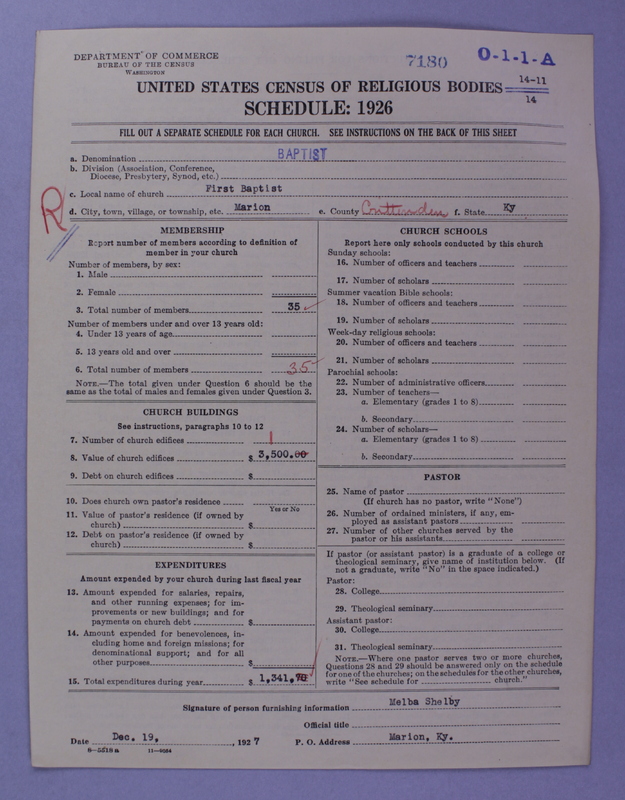 DEPARTMENT OF COMMERCE
BUREAU OF THE CENSUS
WASHINGTON
7180
O-1-1-A
UNITED STATES CENSUS OF RELIGIOUS BODIES
14-11
14
SCHEDULE: 1926
FILL OUT A SEPARATE SCHEDULE FOR EACH CHURCH. SEE INSTRUCTIONS ON THE BACK OF THIS SHEET
a. Denomination BAPTIST
b. Division (Association, Conference,
Diocese, Presbytery, Synod, etc.)
c. Local name of church First Baptist
R
d. City, town, village, or township, etc. Marion e. County Crittenden f. State Ky
MEMBERSHIP
Report number of members according to definition of
member in your church
Number of members, by sex:
1. Male
2. Female
3. Total number of members 35
Number of members under and over 13 years old:
4. Under 13 years of age
5. 13 years old and over
6. Total number of members 35
NOTE.—The total given under Question 6 should be the
same as the total of males and females given under Question 3.
CHURCH BUILDINGS
See instructions, paragraphs 10 to 12
7. Number of church edifices 1
8. Value of church edifices $ 3,500.00
9. Debt on church edifices $
10. Does church own pastor's residence
Yes or No
11. Value of pastor's residence (if owned by
church) $
12. Debt on pastor's residence (if owned by
church) $
EXPENDITURES
Amount expended by your church during last fiscal year
13. Amount expended for salaries, repairs,
and other running expenses; for im-
provements or new buildings; and for
payments on church debt $
14. Amount expended for benevolences, in-
cluding home and foreign missions; for
denominational support; and for all
other purposes $
15. Total expenditures during year $ 1,341.70
CHURCH SCHOOLS
Report here only schools conducted by this church
Sunday schools:
16. Number of officers and teachers
17. Number of scholars
Summer vacation Bible schools:
18. Number of officers and teachers
19. Number of scholars
Week-day religious schools:
20. Number of officers and teachers
21. Number of scholars
Parochial schools:
22. Number of administrative officers
23. Number of teachers—
a. Elementary (grades 1 to 8)
b. Secondary
24. Number of scholars—
a. Elementary (grades 1 to 8)
b. Secondary
PASTOR
25. Name of pastor
(If church has no pastor, write "None")
26. Number of ordained ministers, if any, em-
ployed as assistant pastors
27. Number of other churches served by the
pastor or his assistants
If pastor (or assistant pastor) is a graduate of a college or
theological seminary, give name of institution below. (If
not a graduate, write "No" in the space indicated.)
Pastor:
28. College
29. Theological seminary
Assistant pastor:
30. College
31. Theological seminary
NOTE.—Where one pastor serves two or more churches,
Questions 28 and 29 should be answered only on the schedule
for one of the churches; on the schedules for the other churches,
write "See schedule for church."
Signature of person furnishing information Melba Shelby
Official title
Date Dec. 19, , 1927 P. O. Address Marion, Ky.
8-5518 a 11-9034